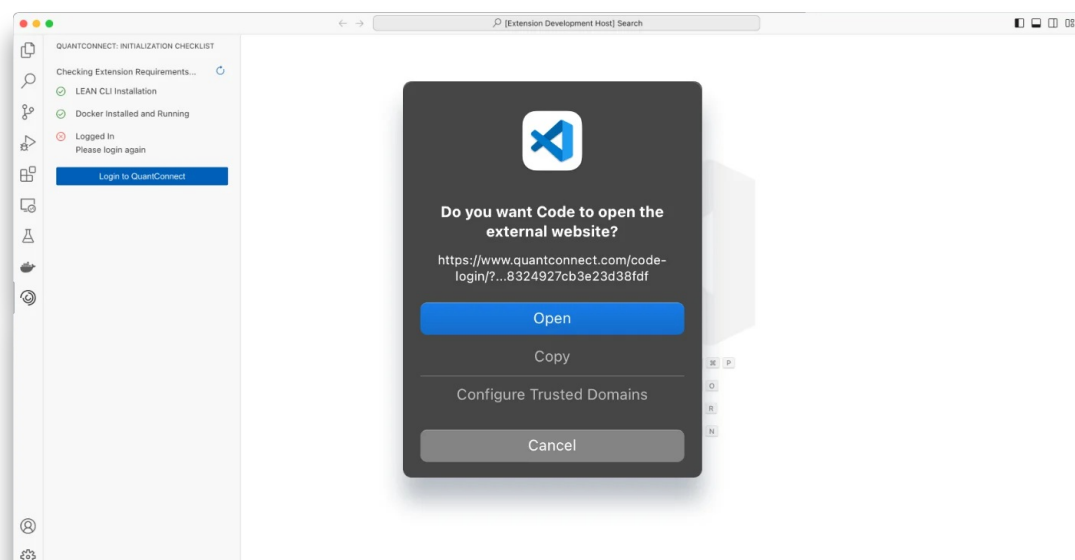 [Extension Development Host] Search
QUANTCONNECT: INITIALIZATION CHECKLIST
Checking Extension Requirements...
LEAN CLI Installation
Docker Installed and Running
Logged In
Please login again
Login to QuantConnect
Do you want Code to open the
external website?
https://www.quantconnect.com/code-
login/?...8324927cb3e23d38fdf
Open
Copy
Configure Trusted Domains
Cancel
⌘ P
O
R
N